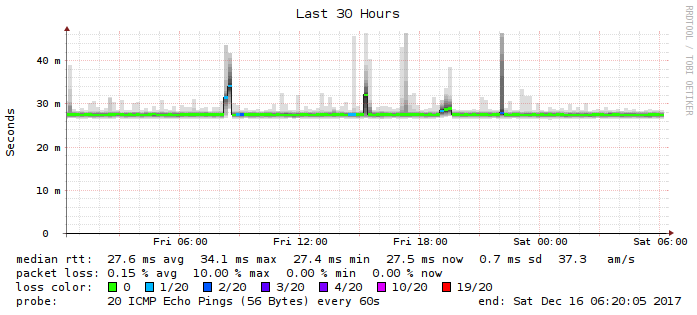 Last 30 Hours
RRDTOOL / TOBI OETIKER
Seconds
40 m
30 m
20 m
10 m
0
Fri 06:00 Fri 12:00 Fri 18:00 Sat 00:00 Sat 06:00
median rtt: 27.6 ms avg 34.1 ms max 27.4 ms min 27.5 ms now 0.7 ms sd 37.3 am/s
packet loss: 0.15 % avg 10.00 % max 0.00 % min 0.00 % now
loss color: 0 1/20 2/20 3/20 4/20 10/20 19/20
probe: 20 ICMP Echo Pings (56 Bytes) every 60s end: Sat Dec 16 06:20:05 2017